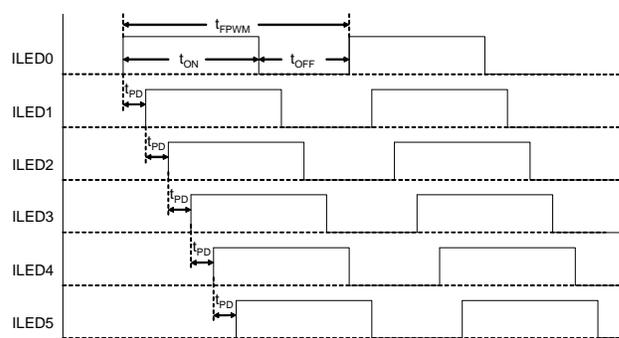 tFPWM
ILED0
tON tOFF
ILED1
tPD
ILED2
tPD
ILED3
tPD
ILED4
tPD
ILED5
tPD